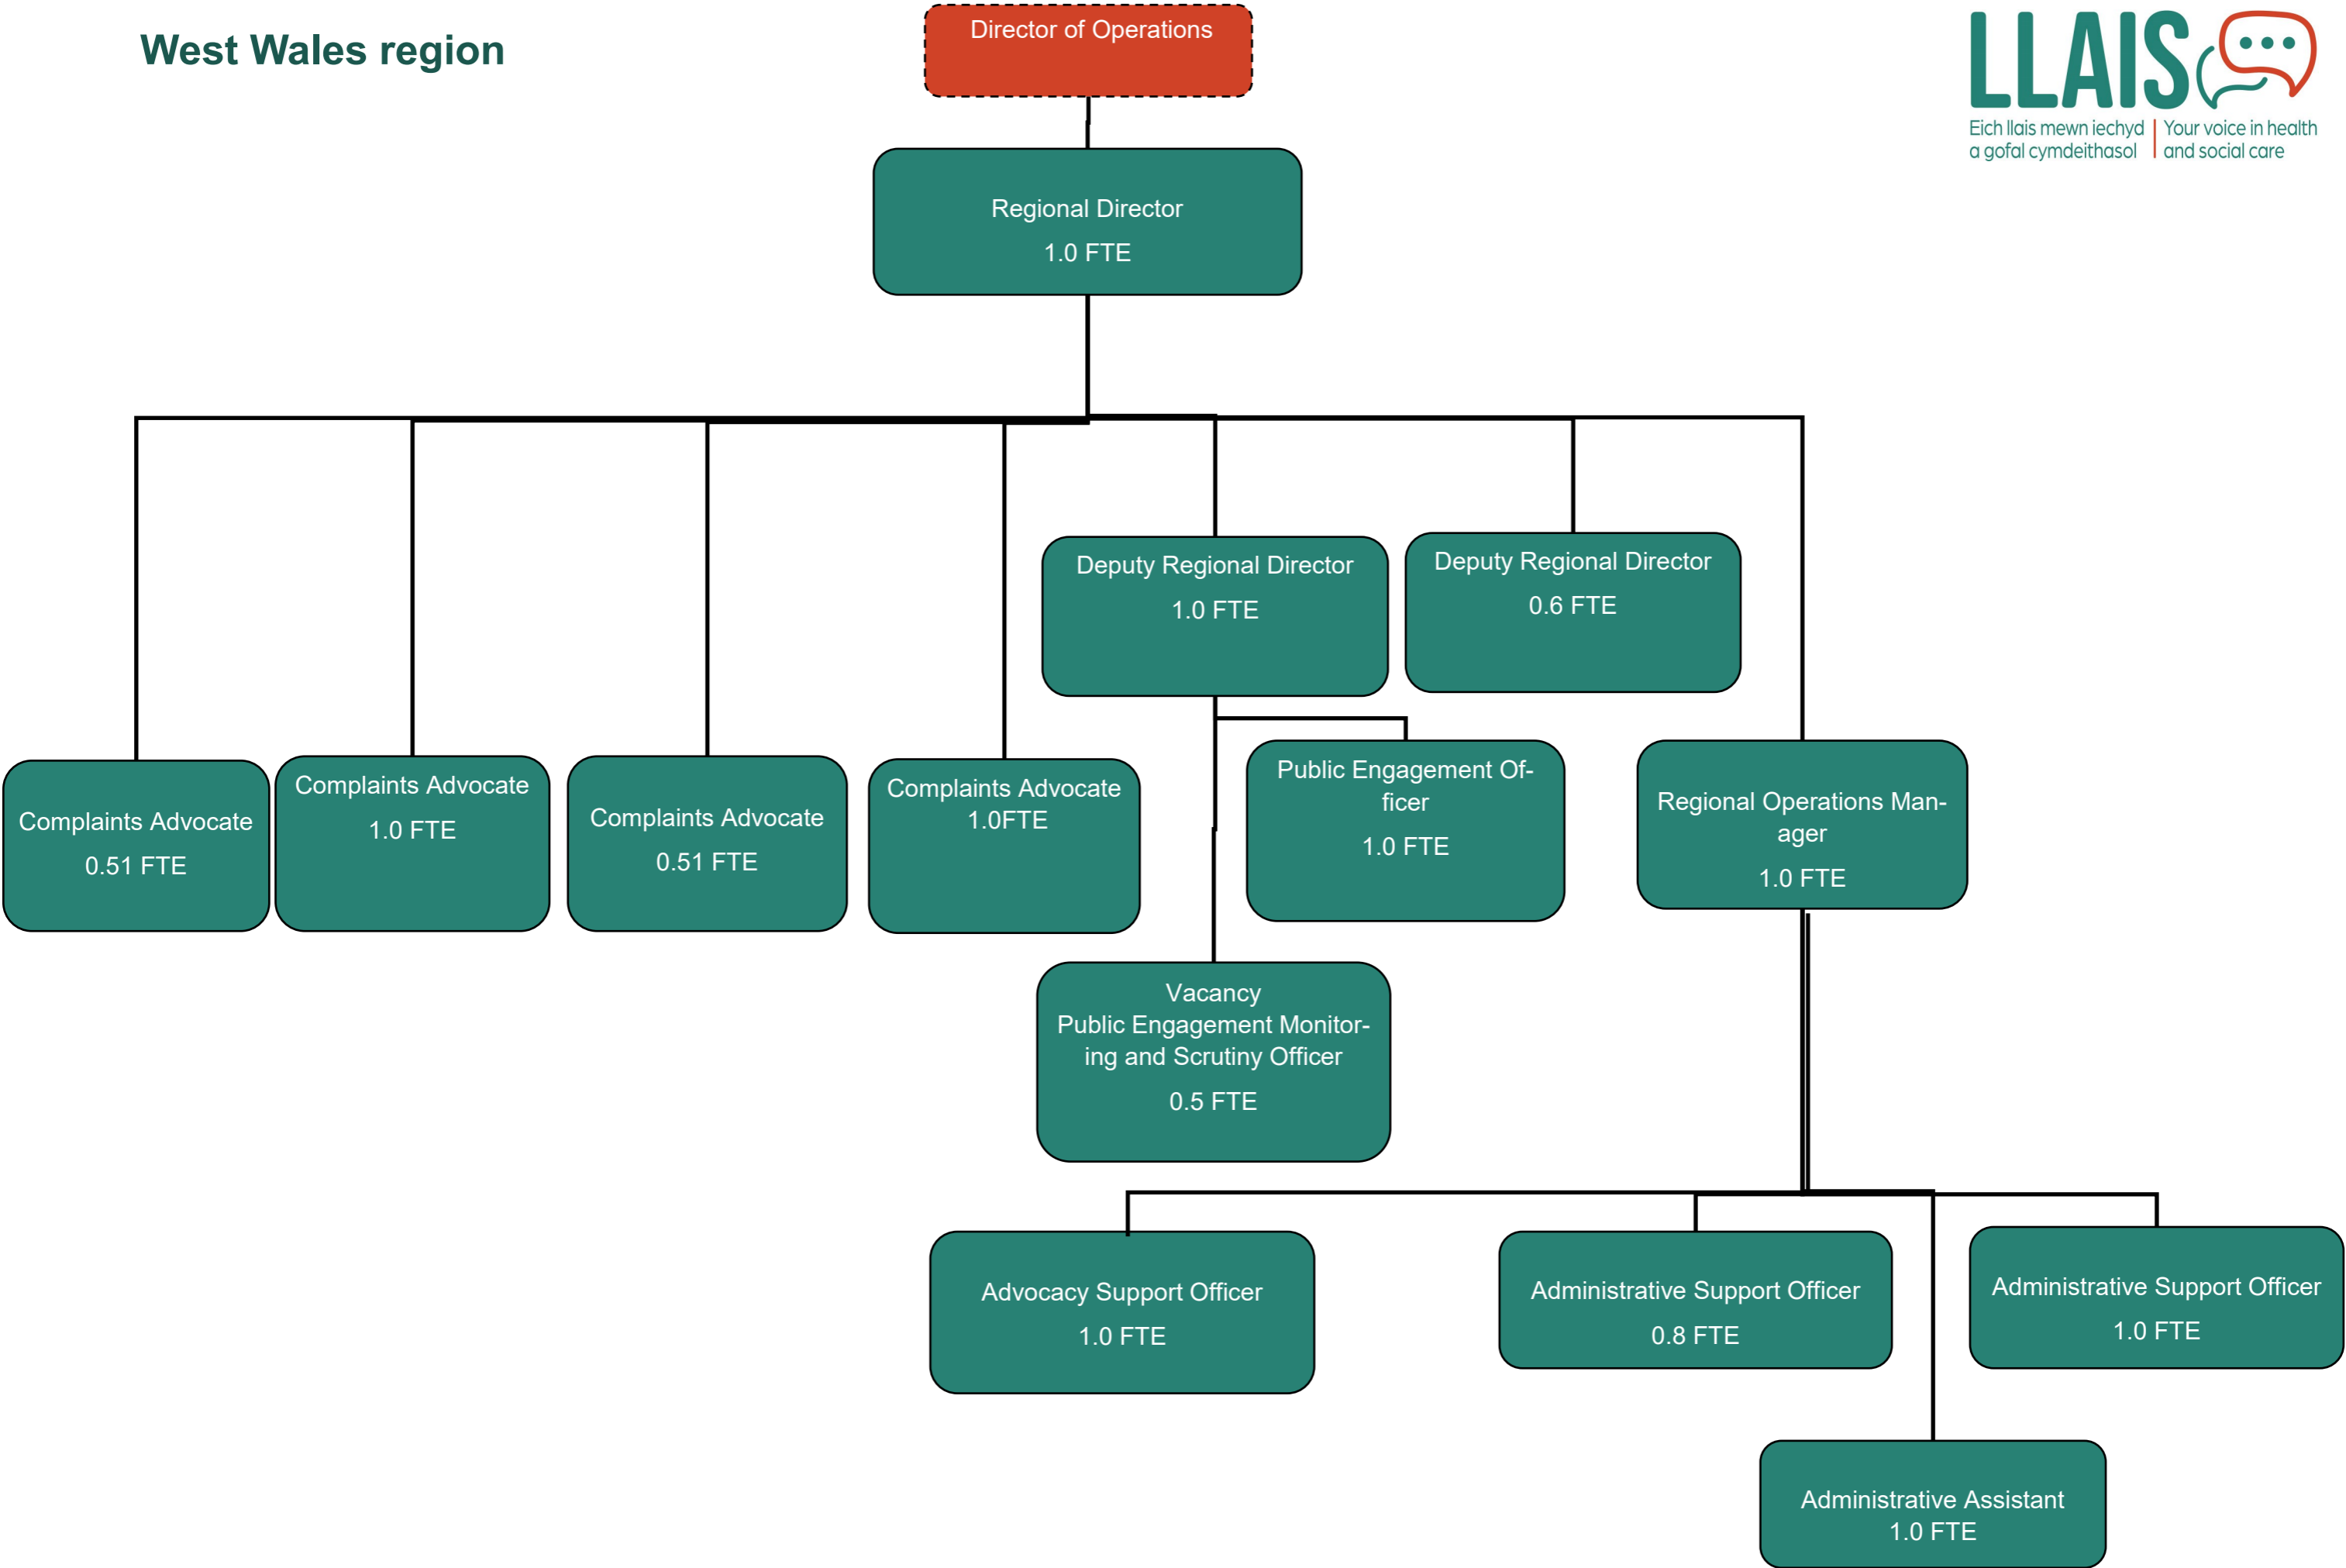 West Wales region
Director of Operations
LLAIS
Eich llais mewn iechyd
a gofal cymdeithasol
Your voice in health
and social care
Regional Director
1.0 FTE
Deputy Regional Director
1.0 FTE
Deputy Regional Director
0.6 FTE
Complaints Advocate
0.51 FTE
Complaints Advocate
1.0 FTE
Complaints Advocate
0.51 FTE
Complaints Advocate
1.0FTE
Public Engagement Of-
ficer
1.0 FTE
Regional Operations Man-
ager
1.0 FTE
Vacancy
Public Engagement Monitor-
ing and Scrutiny Officer
0.5 FTE
Advocacy Support Officer
1.0 FTE
Administrative Support Officer
0.8 FTE
Administrative Support Officer
1.0 FTE
Administrative Assistant
1.0 FTE